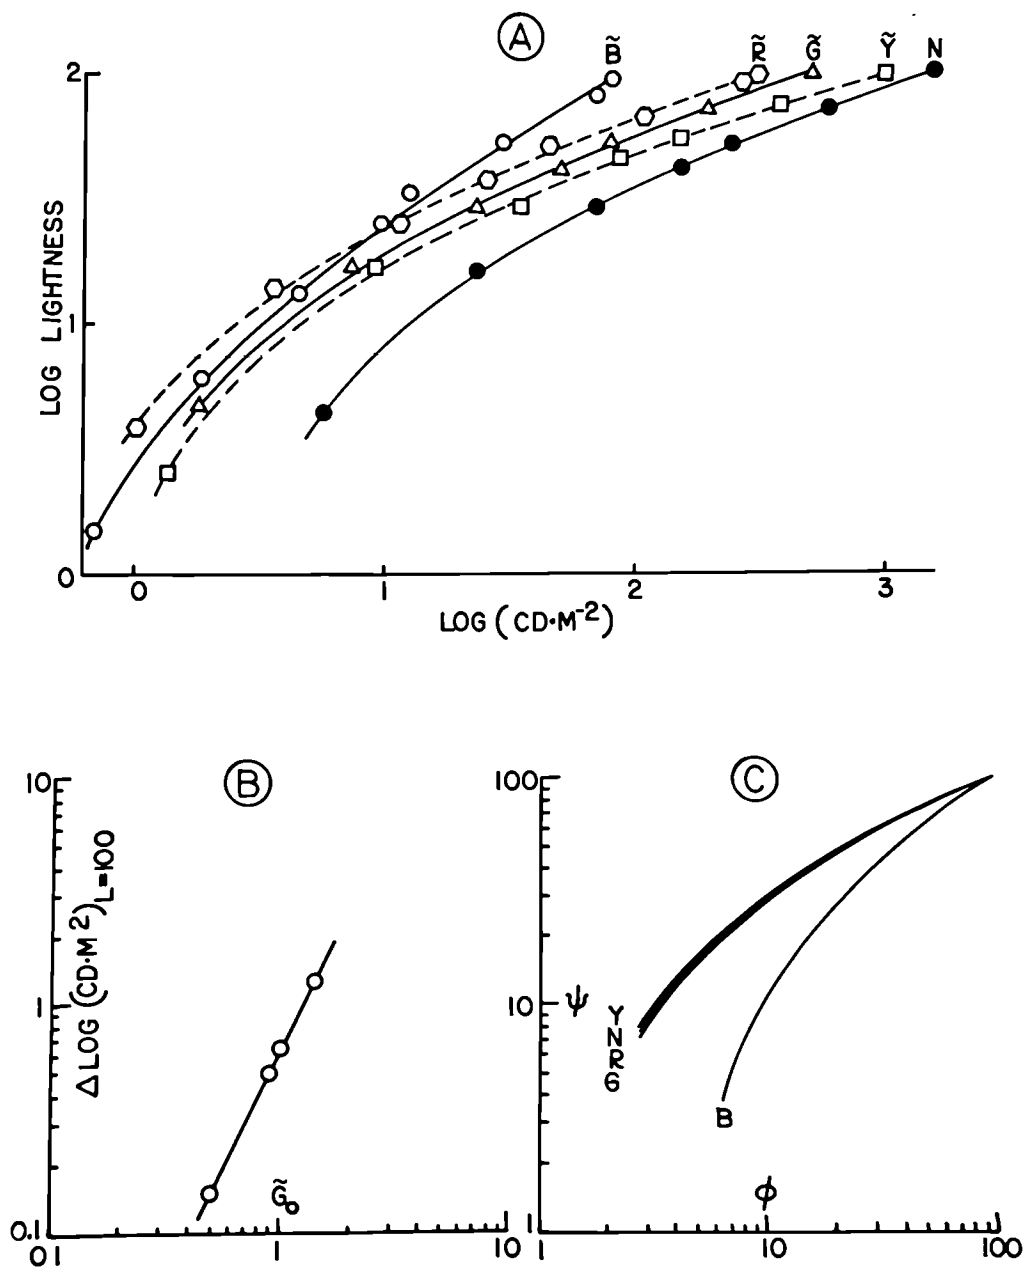 A
B̃ R̃ G̃ Ỹ N
2
1
0
LOG LIGHTNESS
0 1 2 3
LOG (CD·M⁻²)
B
10
1
0.1
Δ LOG (CD·M²)L=100
G̃o
01 1 10
C
100
10
ψ
Y
N
R
G
B
ϕ
1
1 10 100